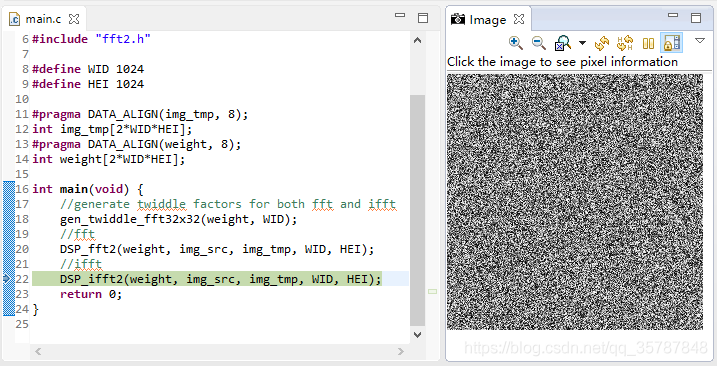 main.c
6 #include "fft2.h"
7
8 #define WID 1024
9 #define HEI 1024
10
11 #pragma DATA_ALIGN(img_tmp, 8);
12 int img_tmp[2*WID*HEI];
13 #pragma DATA_ALIGN(weight, 8);
14 int weight[2*WID*HEI];
15
16 int main(void) {
17     //generate twiddle factors for both fft and ifft
18     gen_twiddle_fft32x32(weight, WID);
19     //fft
20     DSP_fft2(weight, img_src, img_tmp, WID, HEI);
21     //ifft
22     DSP_ifft2(weight, img_src, img_tmp, WID, HEI);
23     return 0;
24 }
25
Image
Click the image to see pixel information
https://blog.csdn.net/qq_35787848